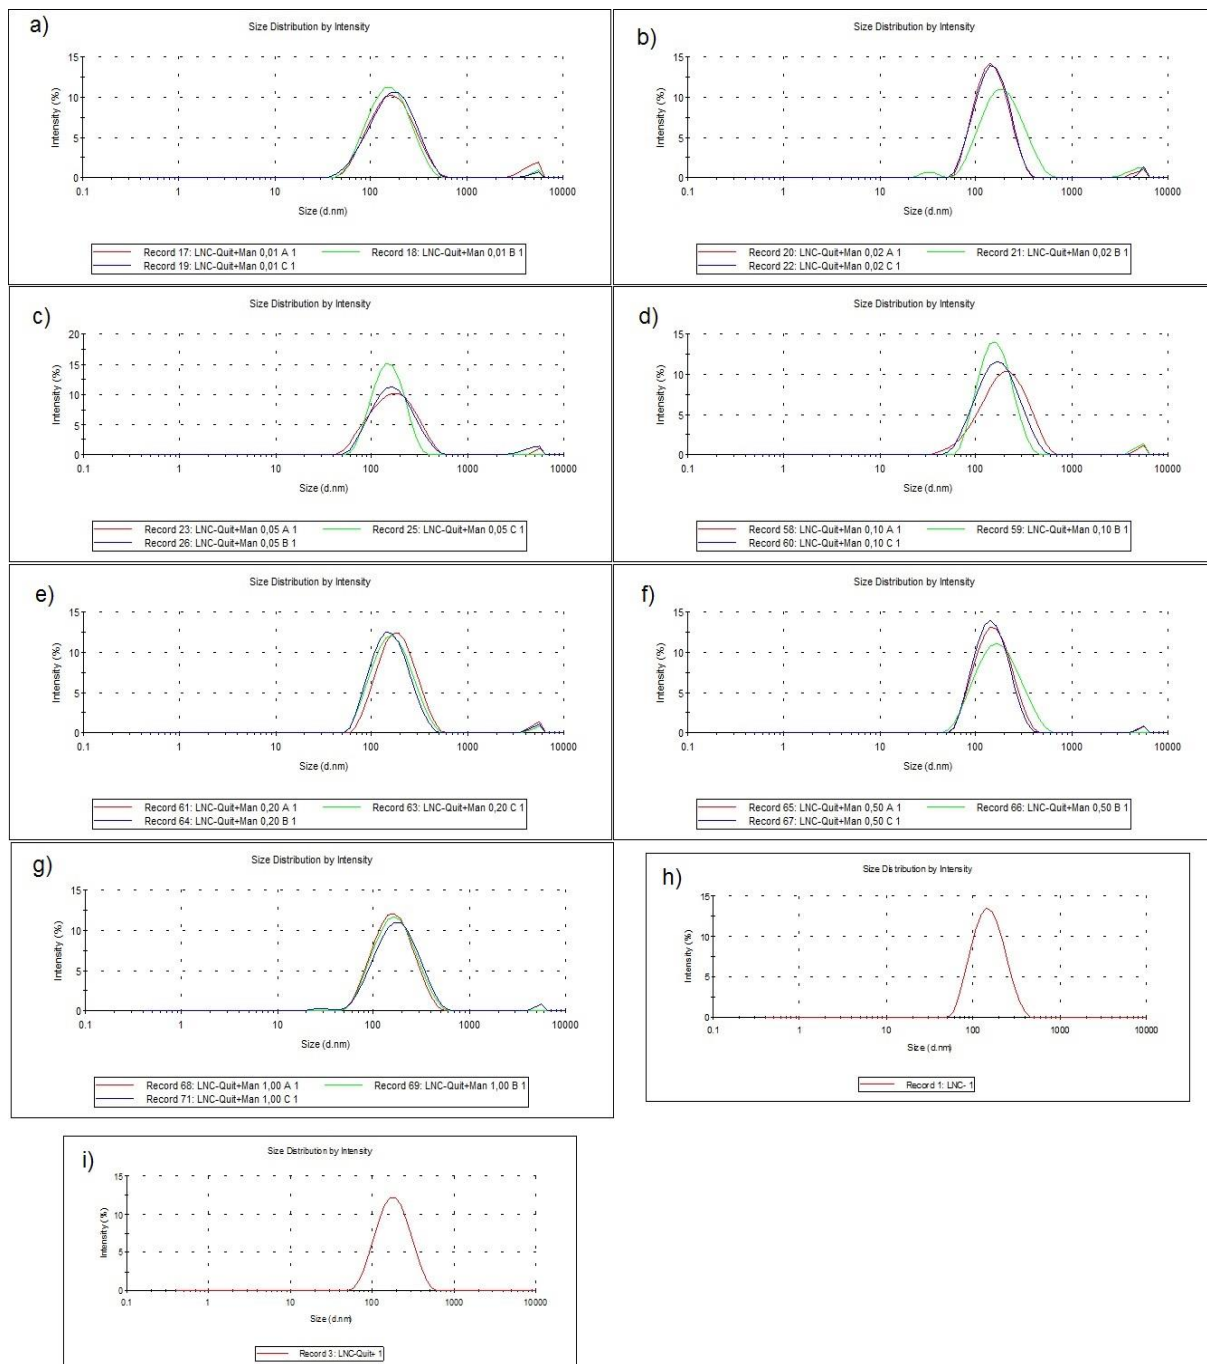 a)
Size Distribution by Intensity
Intensity (%)
15
10
5
0
0.1 1 10 100 1000 10000
Size (d.nm)
Record 17: LNC-Quit+Man 0,01 A 1 Record 18: LNC-Quit+Man 0,01 B 1
Record 19: LNC-Quit+Man 0,01 C 1
b)
Size Distribution by Intensity
Intensity (%)
15
10
5
0
0.1 1 10 100 1000 10000
Size (d.nm)
Record 20: LNC-Quit+Man 0,02 A 1 Record 21: LNC-Quit+Man 0,02 B 1
Record 22: LNC-Quit+Man 0,02 C 1
c)
Size Distribution by Intensity
Intensity (%)
20
15
10
5
0
0.1 1 10 100 1000 10000
Size (d.nm)
Record 23: LNC-Quit+Man 0,05 A 1 Record 25: LNC-Quit+Man 0,05 C 1
Record 26: LNC-Quit+Man 0,05 B 1
d)
Size Distribution by Intensity
Intensity (%)
15
10
5
0
0.1 1 10 100 1000 10000
Size (d.nm)
Record 58: LNC-Quit+Man 0,10 A 1 Record 59: LNC-Quit+Man 0,10 B 1
Record 60: LNC-Quit+Man 0,10 C 1
e)
Size Distribution by Intensity
Intensity (%)
15
10
5
0
0.1 1 10 100 1000 10000
Size (d.nm)
Record 61: LNC-Quit+Man 0,20 A 1 Record 63: LNC-Quit+Man 0,20 C 1
Record 64: LNC-Quit+Man 0,20 B 1
f)
Size Distribution by Intensity
Intensity (%)
15
10
5
0
0.1 1 10 100 1000 10000
Size (d.nm)
Record 65: LNC-Quit+Man 0,50 A 1 Record 66: LNC-Quit+Man 0,50 B 1
Record 67: LNC-Quit+Man 0,50 C 1
g)
Size Distribution by Intensity
Intensity (%)
15
10
5
0
0.1 1 10 100 1000 10000
Size (d.nm)
Record 68: LNC-Quit+Man 1,00 A 1 Record 69: LNC-Quit+Man 1,00 B 1
Record 71: LNC-Quit+Man 1,00 C 1
h)
Size Distribution by Intensity
Intensity (%)
15
10
5
0
0.1 1 10 100 1000 10000
Size (d.nm)
Record 1: LNC- 1
i)
Size Distribution by Intensity
Intensity (%)
15
10
5
0
0.1 1 10 100 1000 10000
Size (d.nm)
Record 3: LNC-Quit+ 1